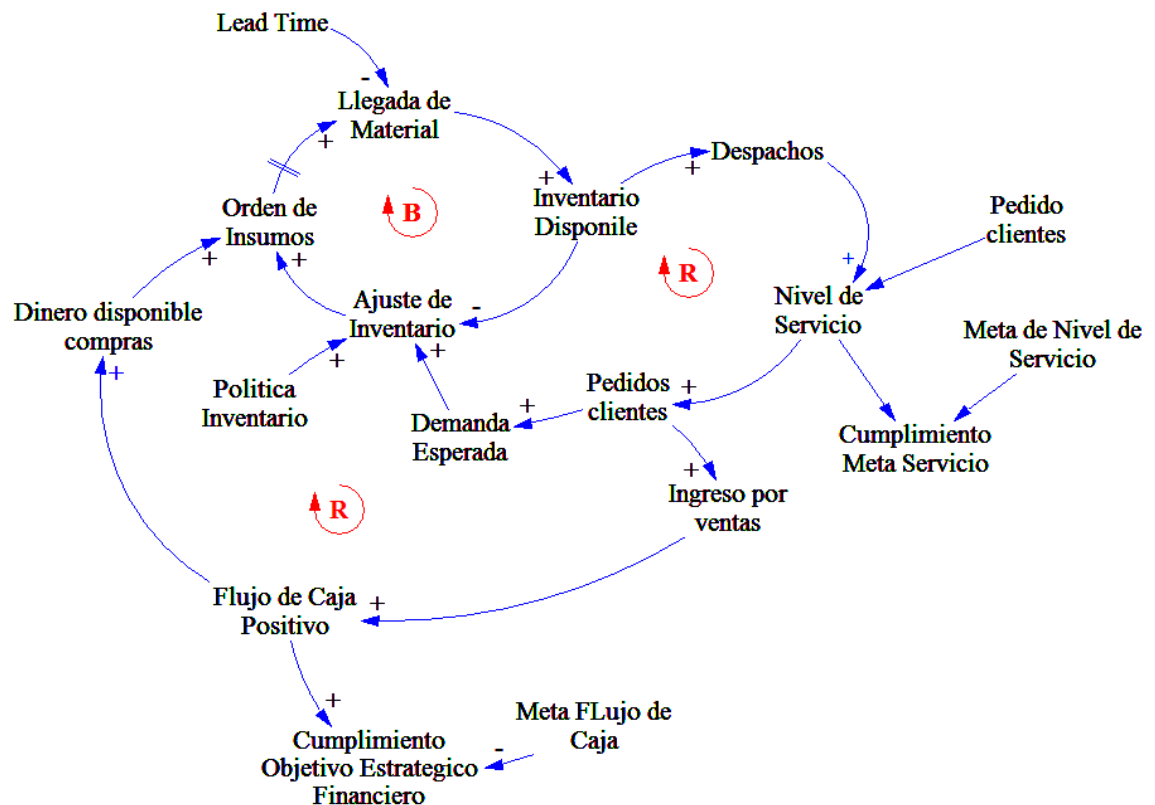 Lead Time
-
Llegada de
Material
+
+
Despachos
+
Inventario
Disponile
Orden de
Insumos
B
Pedido
clientes
+
+
R
+
Nivel de
Servicio
Dinero disponible
compras
Ajuste de
Inventario
-
Meta de Nivel de
Servicio
+
+
+
Politica
Inventario
Pedidos
clientes
+
+
Demanda
Esperada
Cumplimiento
Meta Servicio
+
Ingreso por
ventas
R
Flujo de Caja
Positivo
+
+
Meta FLujo de
Caja
-
Cumplimiento
Objetivo Estrategico
Financiero